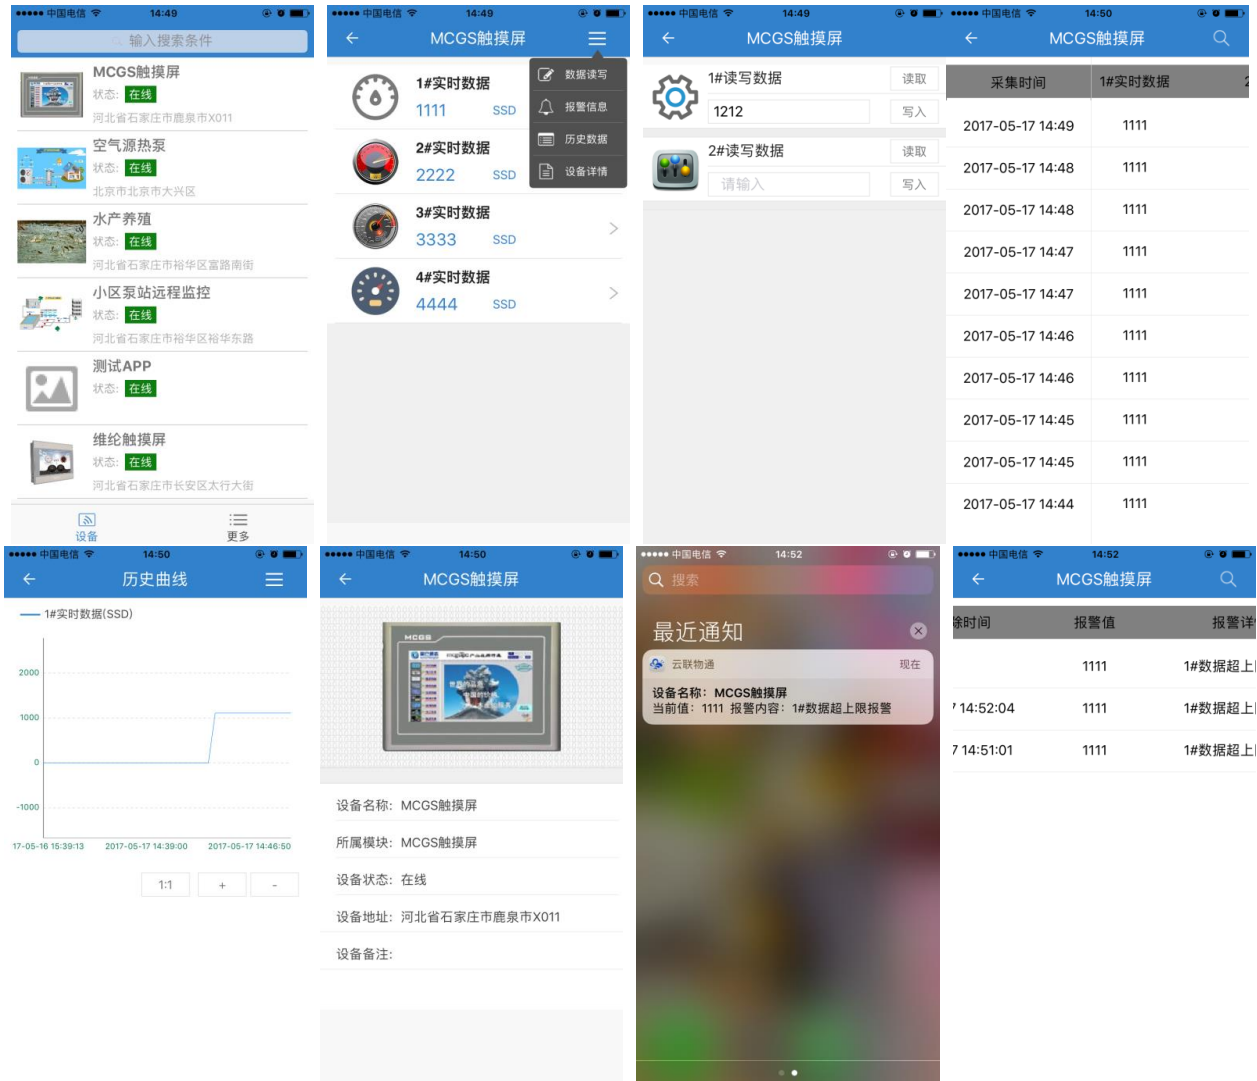 中国电信 14:49
输入搜索条件
MCGS触摸屏
状态: 在线
河北省石家庄市鹿泉市X011
空气源热泵
状态: 在线
北京市北京市大兴区
水产养殖
状态: 在线
河北省石家庄市裕华区富路南街
小区泵站远程监控
状态: 在线
河北省石家庄市裕华区裕华东路
测试APP
状态: 在线
维纶触摸屏
状态: 在线
河北省石家庄市长安区太行大街
设备 更多
中国电信 14:49
MCGS触摸屏
1#实时数据
1111 SSD
2#实时数据
2222 SSD
3#实时数据
3333 SSD
4#实时数据
4444 SSD
数据读写
报警信息
历史数据
设备详情
中国电信 14:49
MCGS触摸屏
1#读写数据 读取
1212 写入
2#读写数据 读取
请输入 写入
中国电信 14:50
MCGS触摸屏
采集时间 1#实时数据 2
2017-05-17 14:49 1111
2017-05-17 14:48 1111
2017-05-17 14:48 1111
2017-05-17 14:47 1111
2017-05-17 14:47 1111
2017-05-17 14:46 1111
2017-05-17 14:46 1111
2017-05-17 14:45 1111
2017-05-17 14:45 1111
2017-05-17 14:44 1111
中国电信 14:50
历史曲线
1#实时数据(SSD)
2000
1000
0
-1000
17-05-16 15:39:13 2017-05-17 14:39:00 2017-05-17 14:46:50
1:1 + -
中国电信 14:50
MCGS触摸屏
MCGS
设备名称: MCGS触摸屏
所属模块: MCGS触摸屏
设备状态: 在线
设备地址: 河北省石家庄市鹿泉市X011
设备备注:
中国电信 14:52
搜索
最近通知
云联物通 现在
设备名称: MCGS触摸屏
当前值: 1111 报警内容: 1#数据超上限报警
中国电信 14:52
MCGS触摸屏
除时间 报警值 报警详
1111 1#数据超上
7 14:52:04 1111 1#数据超上
7 14:51:01 1111 1#数据超上